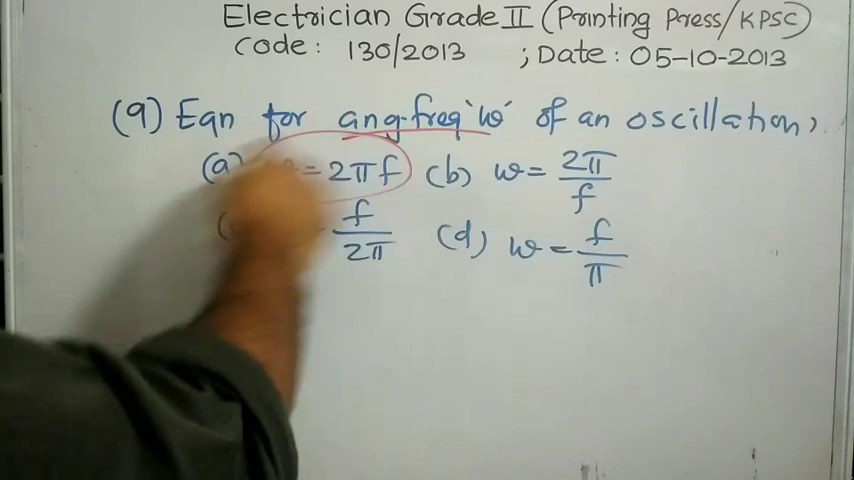 Electrician Grade II (Printing Press/KPSC)
Code: 130/2013 ; Date: 05-10-2013
(9) Eqn for ang.freq 'ω' of an oscillation,
(a) = 2πf (b) ω = 2π/f
f/2π (d) ω = f/π